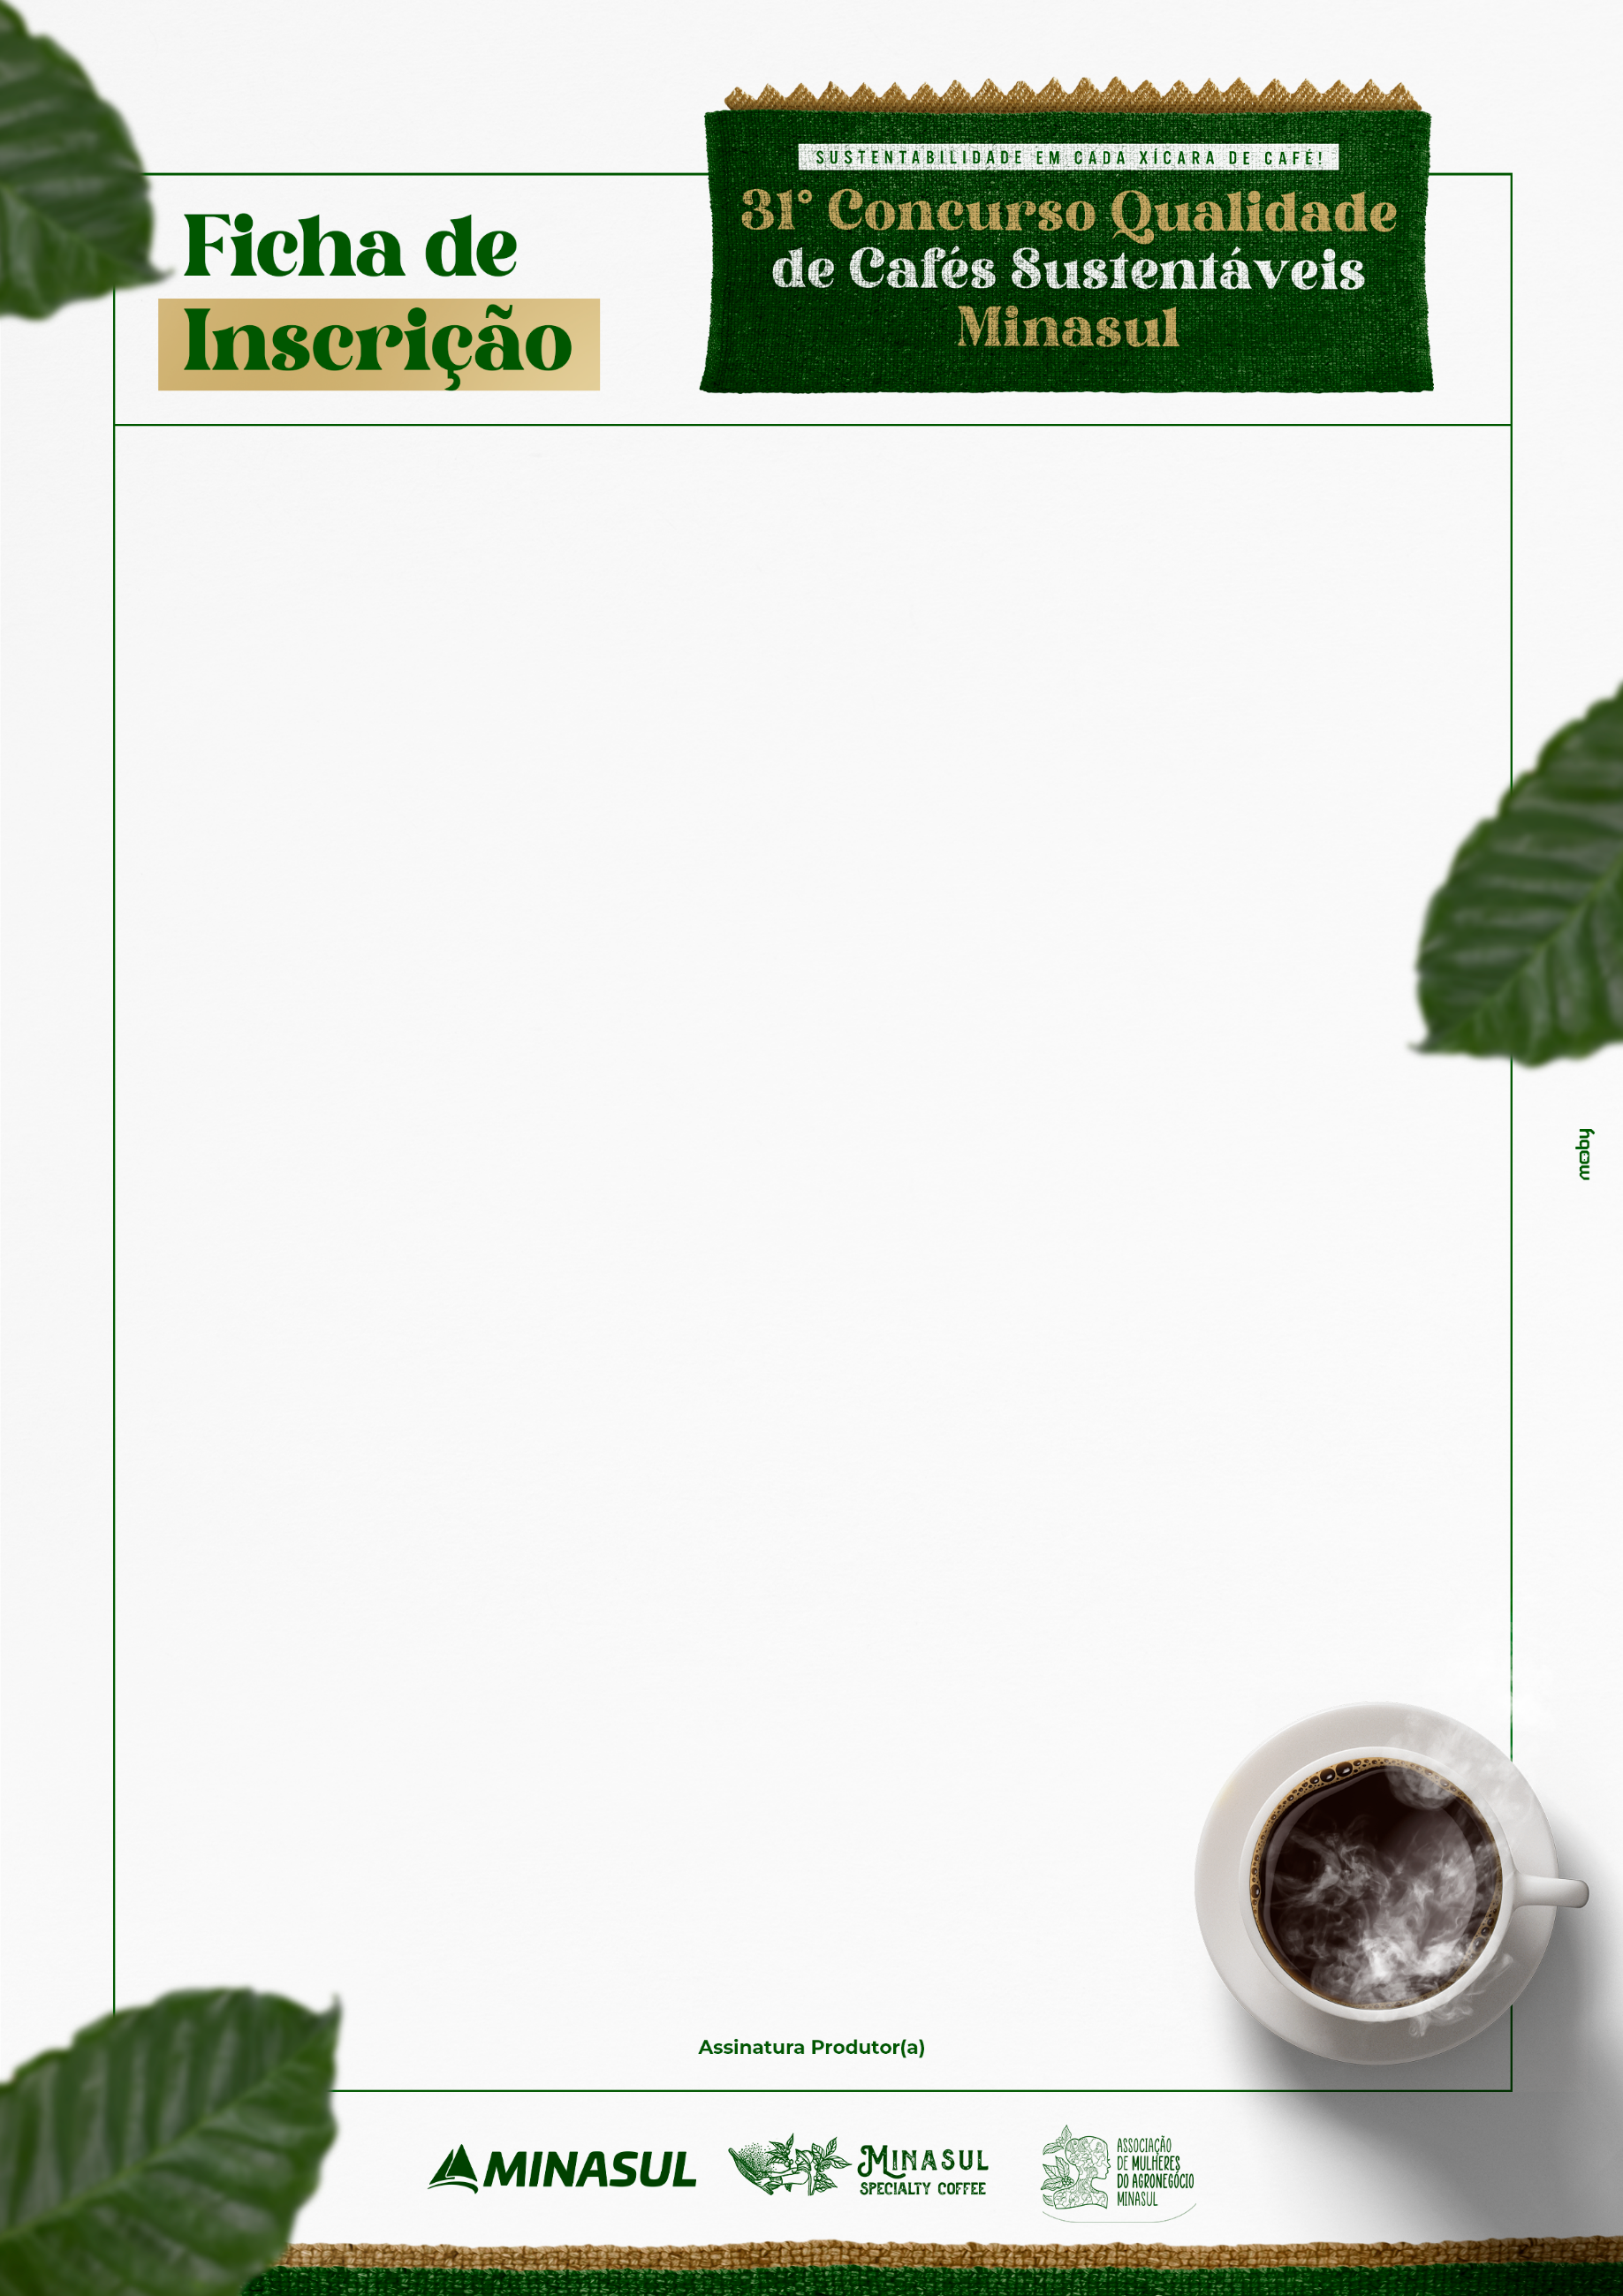 SUSTENTABILIDADE EM CADA XÍCARA DE CAFÉ!
31º Concurso Qualidade
de Cafés Sustentáveis
Minasul
Ficha de
Inscrição
moby
Assinatura Produtor(a)
MINASUL
MINASUL
SPECIALTY COFFEE
ASSOCIAÇÃO
DE MULHERES
DO AGRONEGÓCIO
MINASUL